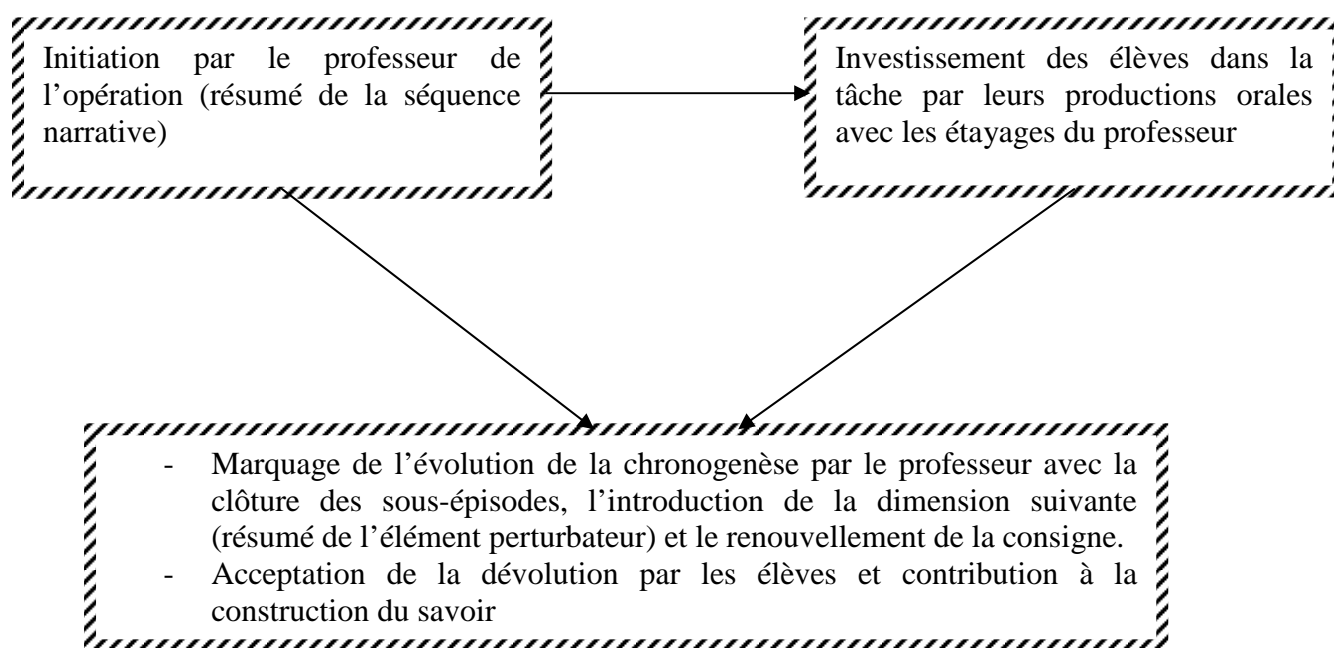 Initiation par le professeur de
l’opération (résumé de la séquence
narrative)
Investissement des élèves dans la
tâche par leurs productions orales
avec les étayages du professeur
- Marquage de l’évolution de la chronogenèse par le professeur avec la
clôture des sous-épisodes, l’introduction de la dimension suivante
(résumé de l’élément perturbateur) et le renouvellement de la consigne.
- Acceptation de la dévolution par les élèves et contribution à la
construction du savoir